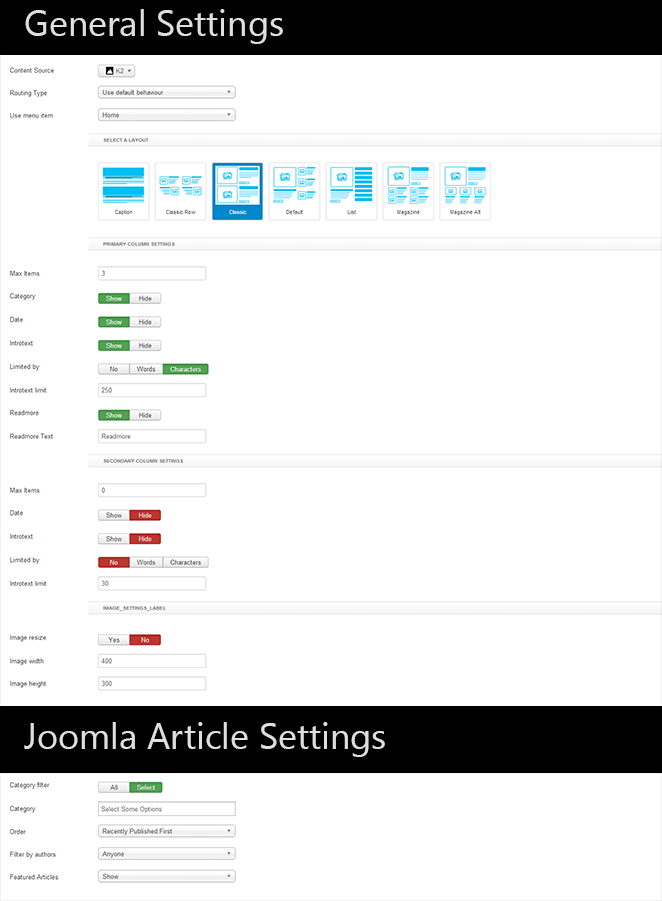 General Settings
Content Source K2
Routing Type Use default behaviour
Use menu item Home
SELECT A LAYOUT
Caption Classic Row Classic Default List Magazine Magazine Alt
PRIMARY COLUMN SETTINGS
Max Items 3
Category Show Hide
Date Show Hide
Introtext Show Hide
Limited by No Words Characters
Introtext limit 250
Readmore Show Hide
Readmore Text Readmore
SECONDARY COLUMN SETTINGS
Max Items 0
Date Show Hide
Introtext Show Hide
Limited by No Words Characters
Introtext limit 30
IMAGE_SETTINGS_LABEL
Image resize Yes No
Image width 400
Image height 300
Joomla Article Settings
Category filter All Select
Category Select Some Options
Order Recently Published First
Filter by authors Anyone
Featured Articles Show